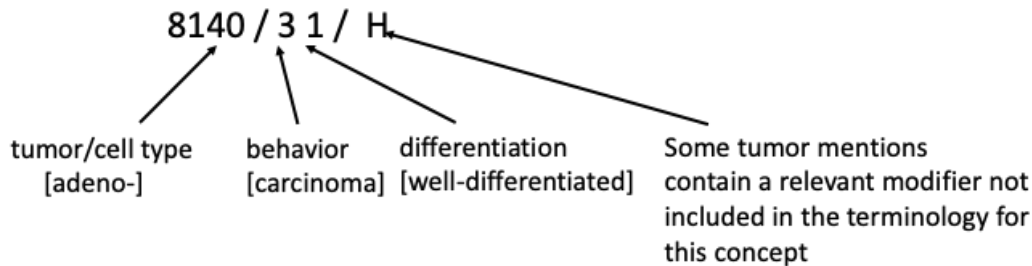 8140 / 3 1 / H
tumor/cell type
[adeno-]
behavior
[carcinoma]
differentiation
[well-differentiated]
Some tumor mentions
contain a relevant modifier not
included in the terminology for
this concept